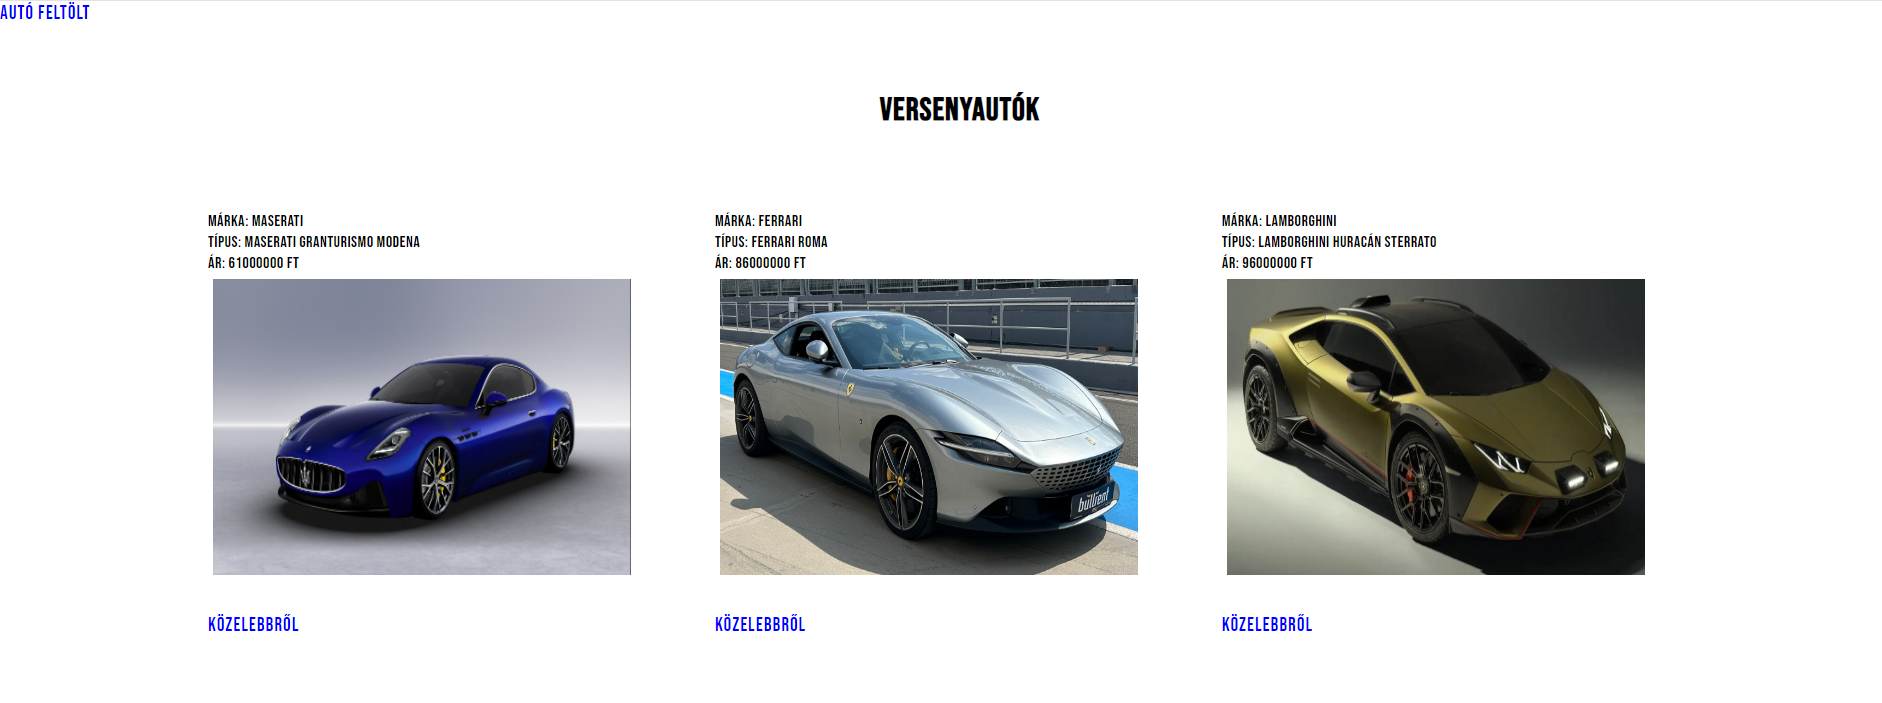 AUTÓ FELTÖLT
VERSENYAUTÓK
MÁRKA: MASERATI
TÍPUS: MASERATI GRANTURISMO MODENA
ÁR: 61000000 FT
KÖZELEBBRŐL
MÁRKA: FERRARI
TÍPUS: FERRARI ROMA
ÁR: 86000000 FT
büllient
KÖZELEBBRŐL
MÁRKA: LAMBORGHINI
TÍPUS: LAMBORGHINI HURACÁN STERRATO
ÁR: 96000000 FT
KÖZELEBBRŐL